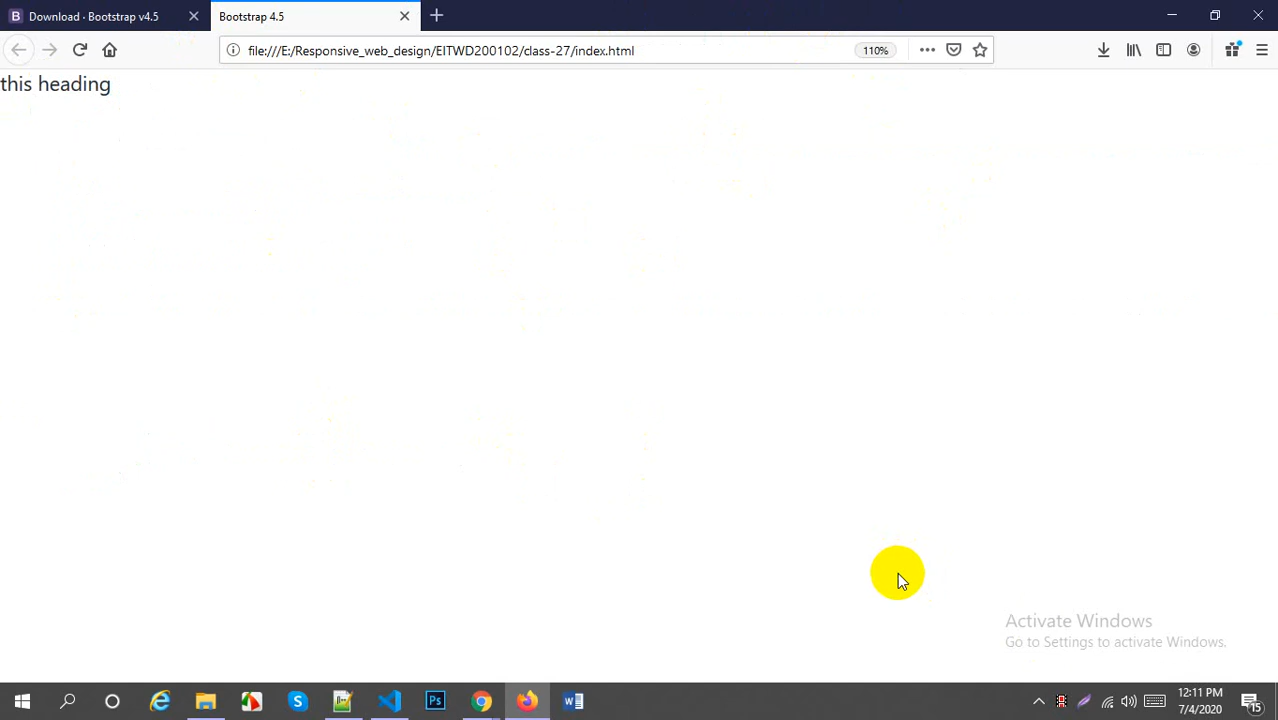 Download · Bootstrap v4.5
Bootstrap 4.5
file:///E:/Responsive_web_design/EITWD200102/class-27/index.html
110%
this heading
Activate Windows
Go to Settings to activate Windows.
12:11 PM
7/4/2020
15